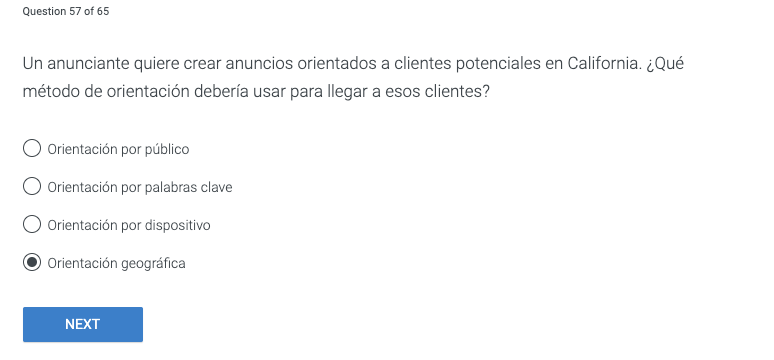 Question 57 of 65
Un anunciante quiere crear anuncios orientados a clientes potenciales en California. ¿Qué
método de orientación debería usar para llegar a esos clientes?
Orientación por público
Orientación por palabras clave
Orientación por dispositivo
Orientación geográfica
NEXT